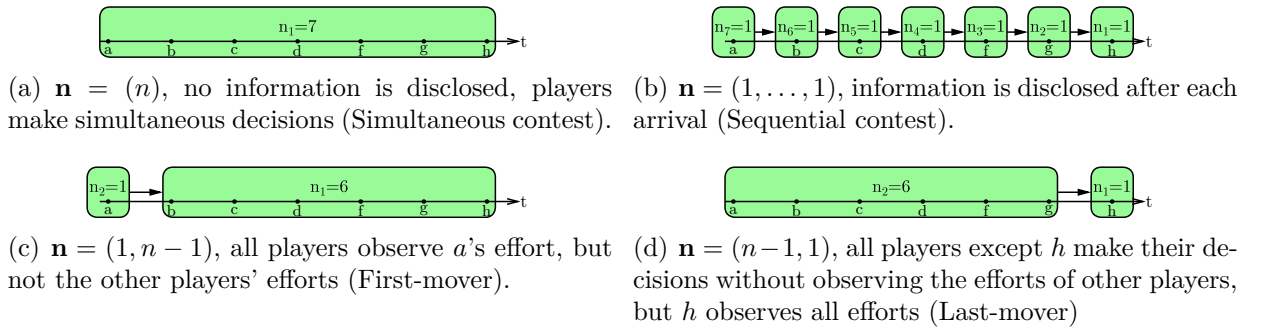 n₁=7
a b c d f g h t
(a) n = (n), no information is disclosed, players
make simultaneous decisions (Simultaneous contest).
n₇=1 n₆=1 n₅=1 n₄=1 n₃=1 n₂=1 n₁=1
a b c d f g h t
(b) n = (1, . . . , 1), information is disclosed after each
arrival (Sequential contest).
n₂=1 n₁=6
a b c d f g h t
(c) n = (1, n − 1), all players observe a's effort, but
not the other players' efforts (First-mover).
n₂=6 n₁=1
a b c d f g h t
(d) n = (n−1, 1), all players except h make their de-
cisions without observing the efforts of other players,
but h observes all efforts (Last-mover)